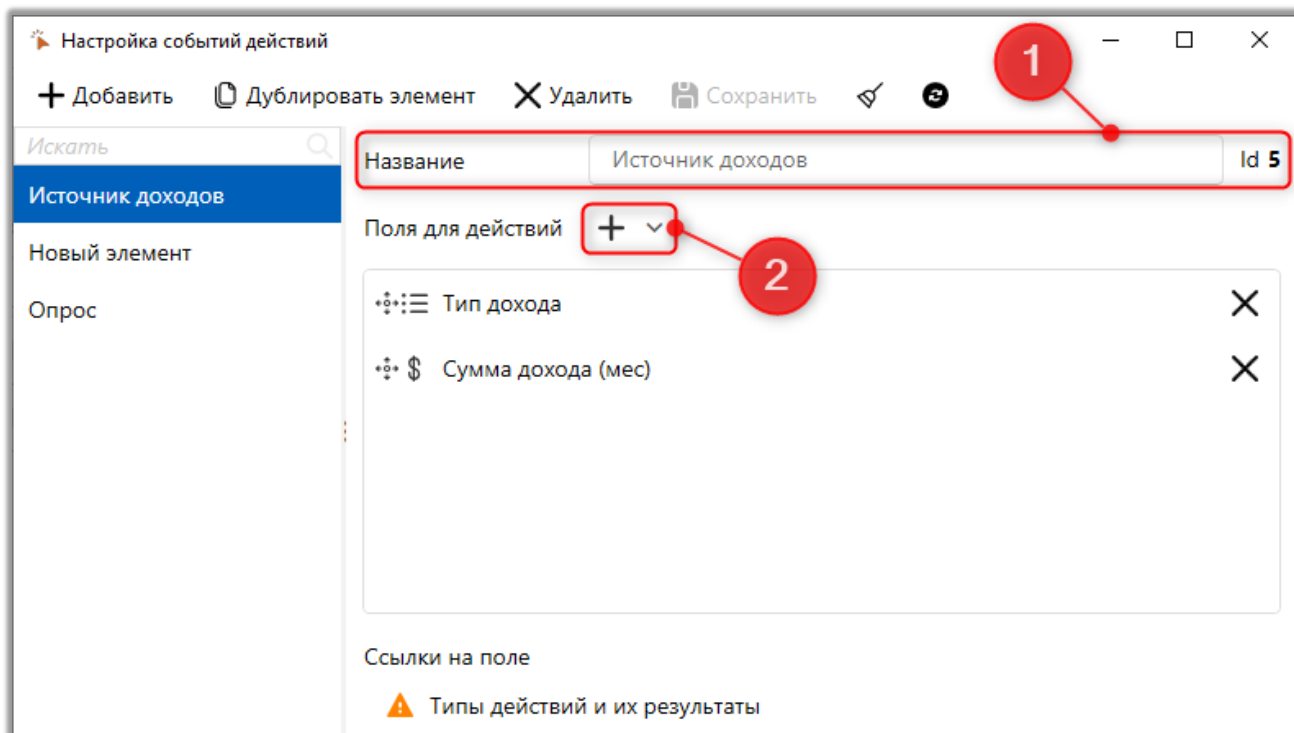 Настройка событий действий
Добавить Дублировать элемент Удалить Сохранить
1
Искать
Название Источник доходов Id 5
Источник доходов
Поля для действий
2
Новый элемент
Опрос
Тип дохода
$ Сумма дохода (мес)
Ссылки на поле
Типы действий и их результаты